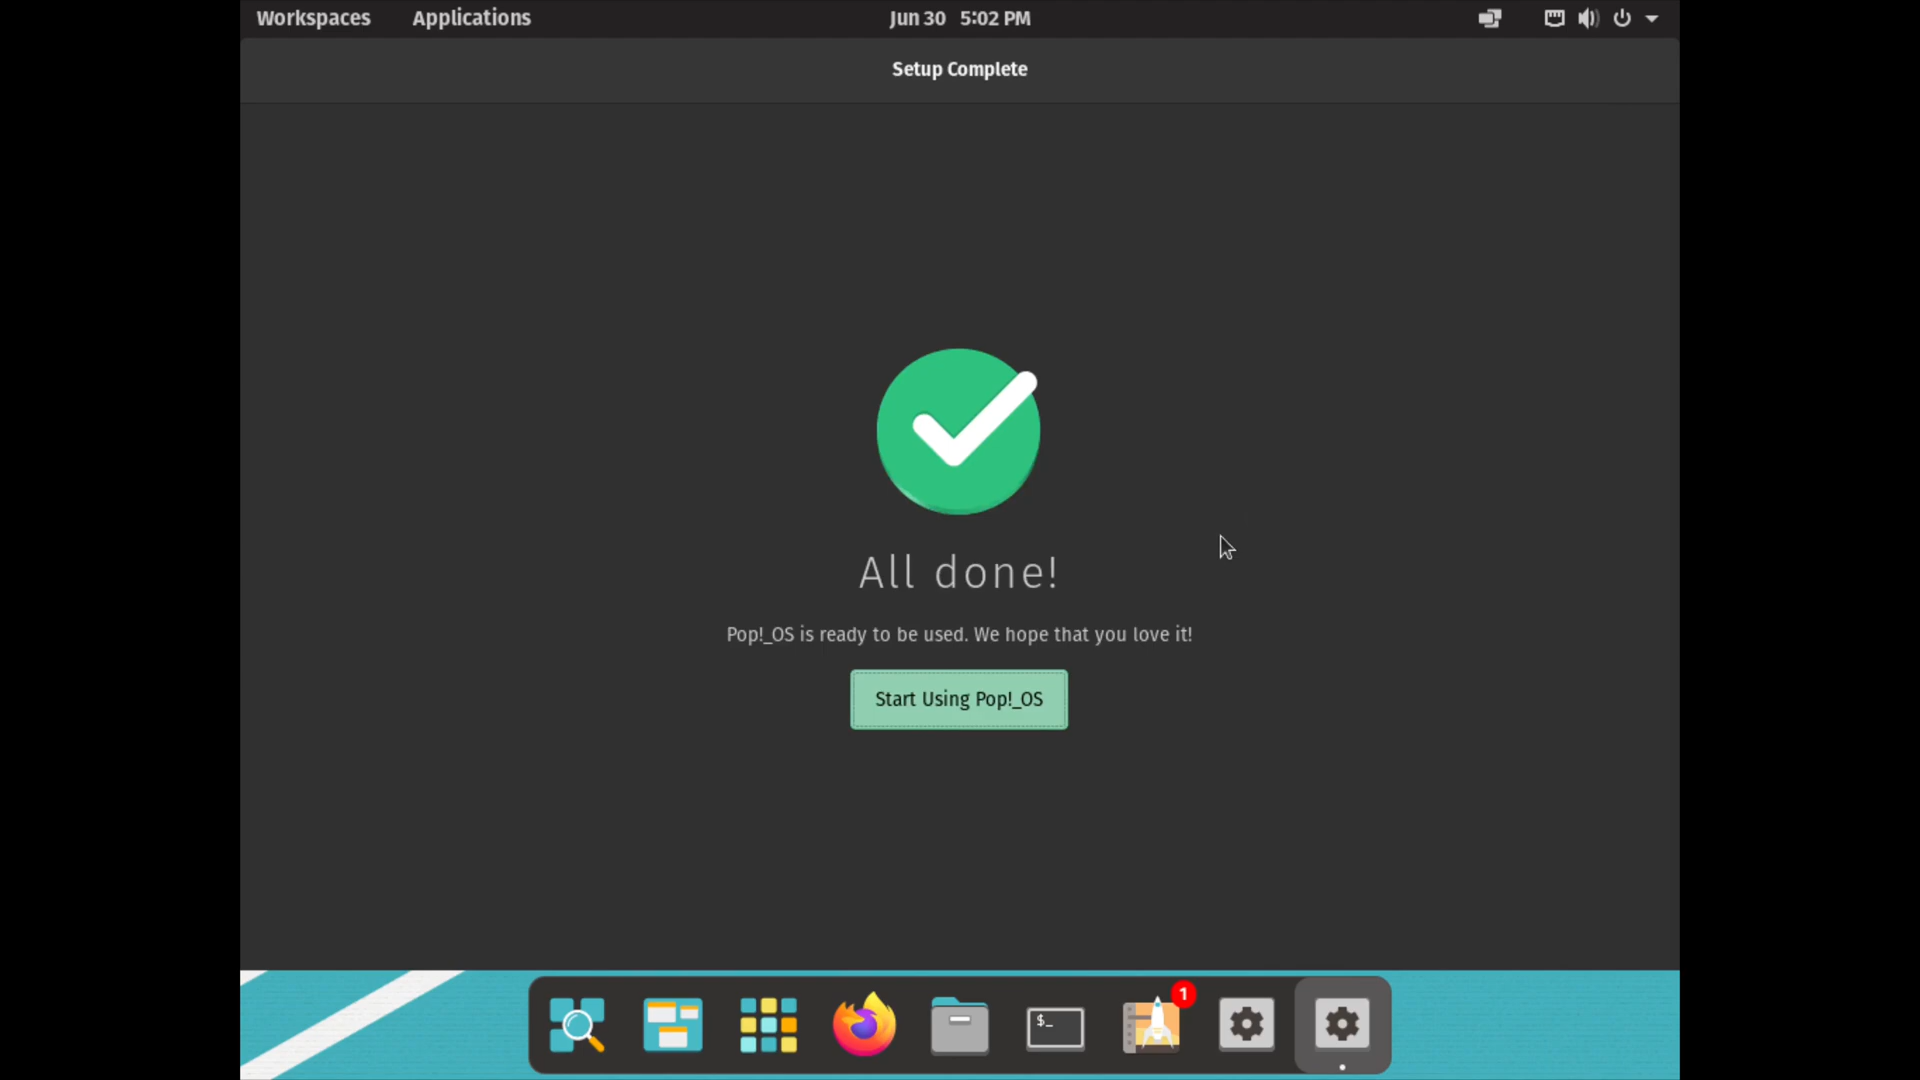 Workspaces Applications Jun 30 5:02 PM
Setup Complete
All done!
Pop!_OS is ready to be used. We hope that you love it!
Start Using Pop!_OS
$_
1